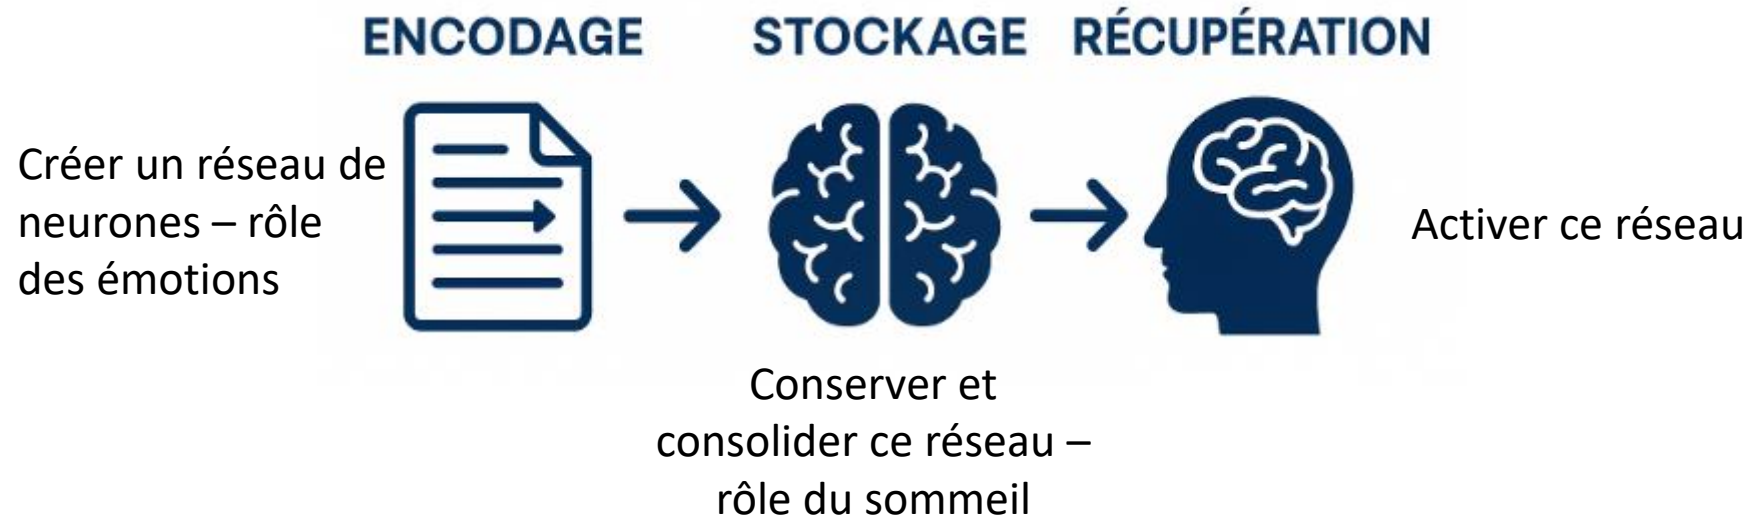 ENCODAGE
STOCKAGE
RÉCUPÉRATION
Créer un réseau de
neurones – rôle
des émotions
Activer ce réseau
Conserver et
consolider ce réseau –
rôle du sommeil